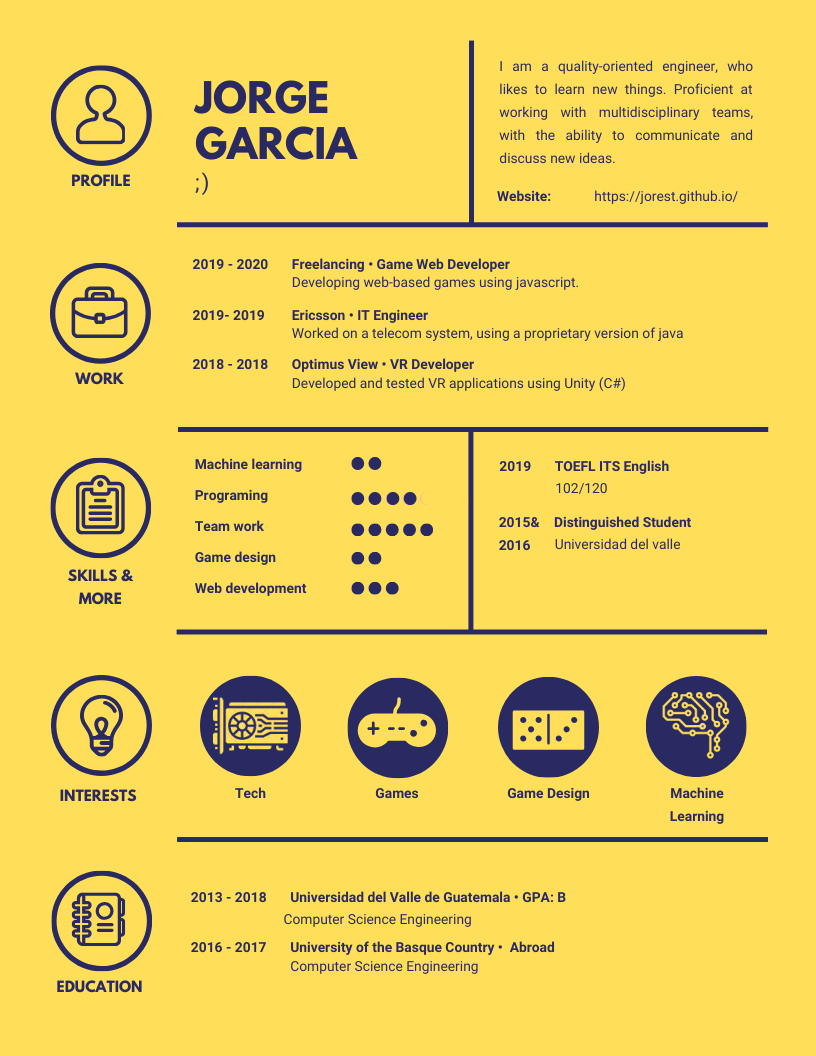 JORGE
GARCIA
;)
PROFILE
I am a quality-oriented engineer, who
likes to learn new things. Proficient at
working with multidisciplinary teams,
with the ability to communicate and
discuss new ideas.
Website: https://jorest.github.io/
WORK
2019 - 2020 Freelancing • Game Web Developer
Developing web-based games using javascript.
2019- 2019 Ericsson • IT Engineer
Worked on a telecom system, using a proprietary version of java
2018 - 2018 Optimus View • VR Developer
Developed and tested VR applications using Unity (C#)
SKILLS &
MORE
Machine learning
Programing
Team work
Game design
Web development
2019 TOEFL ITS English
102/120
2015& Distinguished Student
2016 Universidad del valle
INTERESTS
Tech
Games
Game Design
Machine
Learning
EDUCATION
2013 - 2018 Universidad del Valle de Guatemala • GPA: B
Computer Science Engineering
2016 - 2017 University of the Basque Country • Abroad
Computer Science Engineering